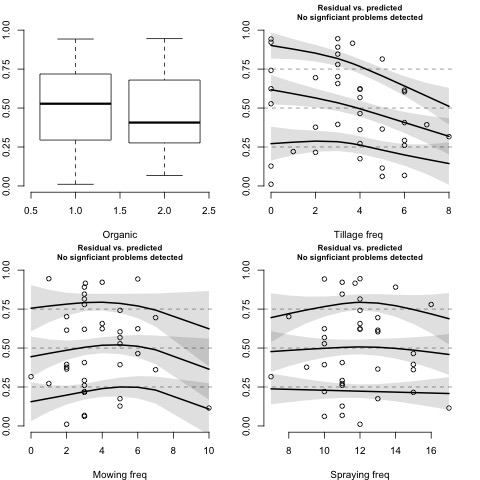 0.00 0.25 0.50 0.75 1.00
0.5 1.0 1.5 2.0 2.5
Organic
Residual vs. predicted
No signficiant problems detected
0.00 0.25 0.50 0.75 1.00
0 2 4 6 8
Tillage freq
Residual vs. predicted
No signficiant problems detected
0.00 0.25 0.50 0.75 1.00
0 2 4 6 8 10
Mowing freq
Residual vs. predicted
No signficiant problems detected
0.00 0.25 0.50 0.75 1.00
8 10 12 14 16
Spraying freq